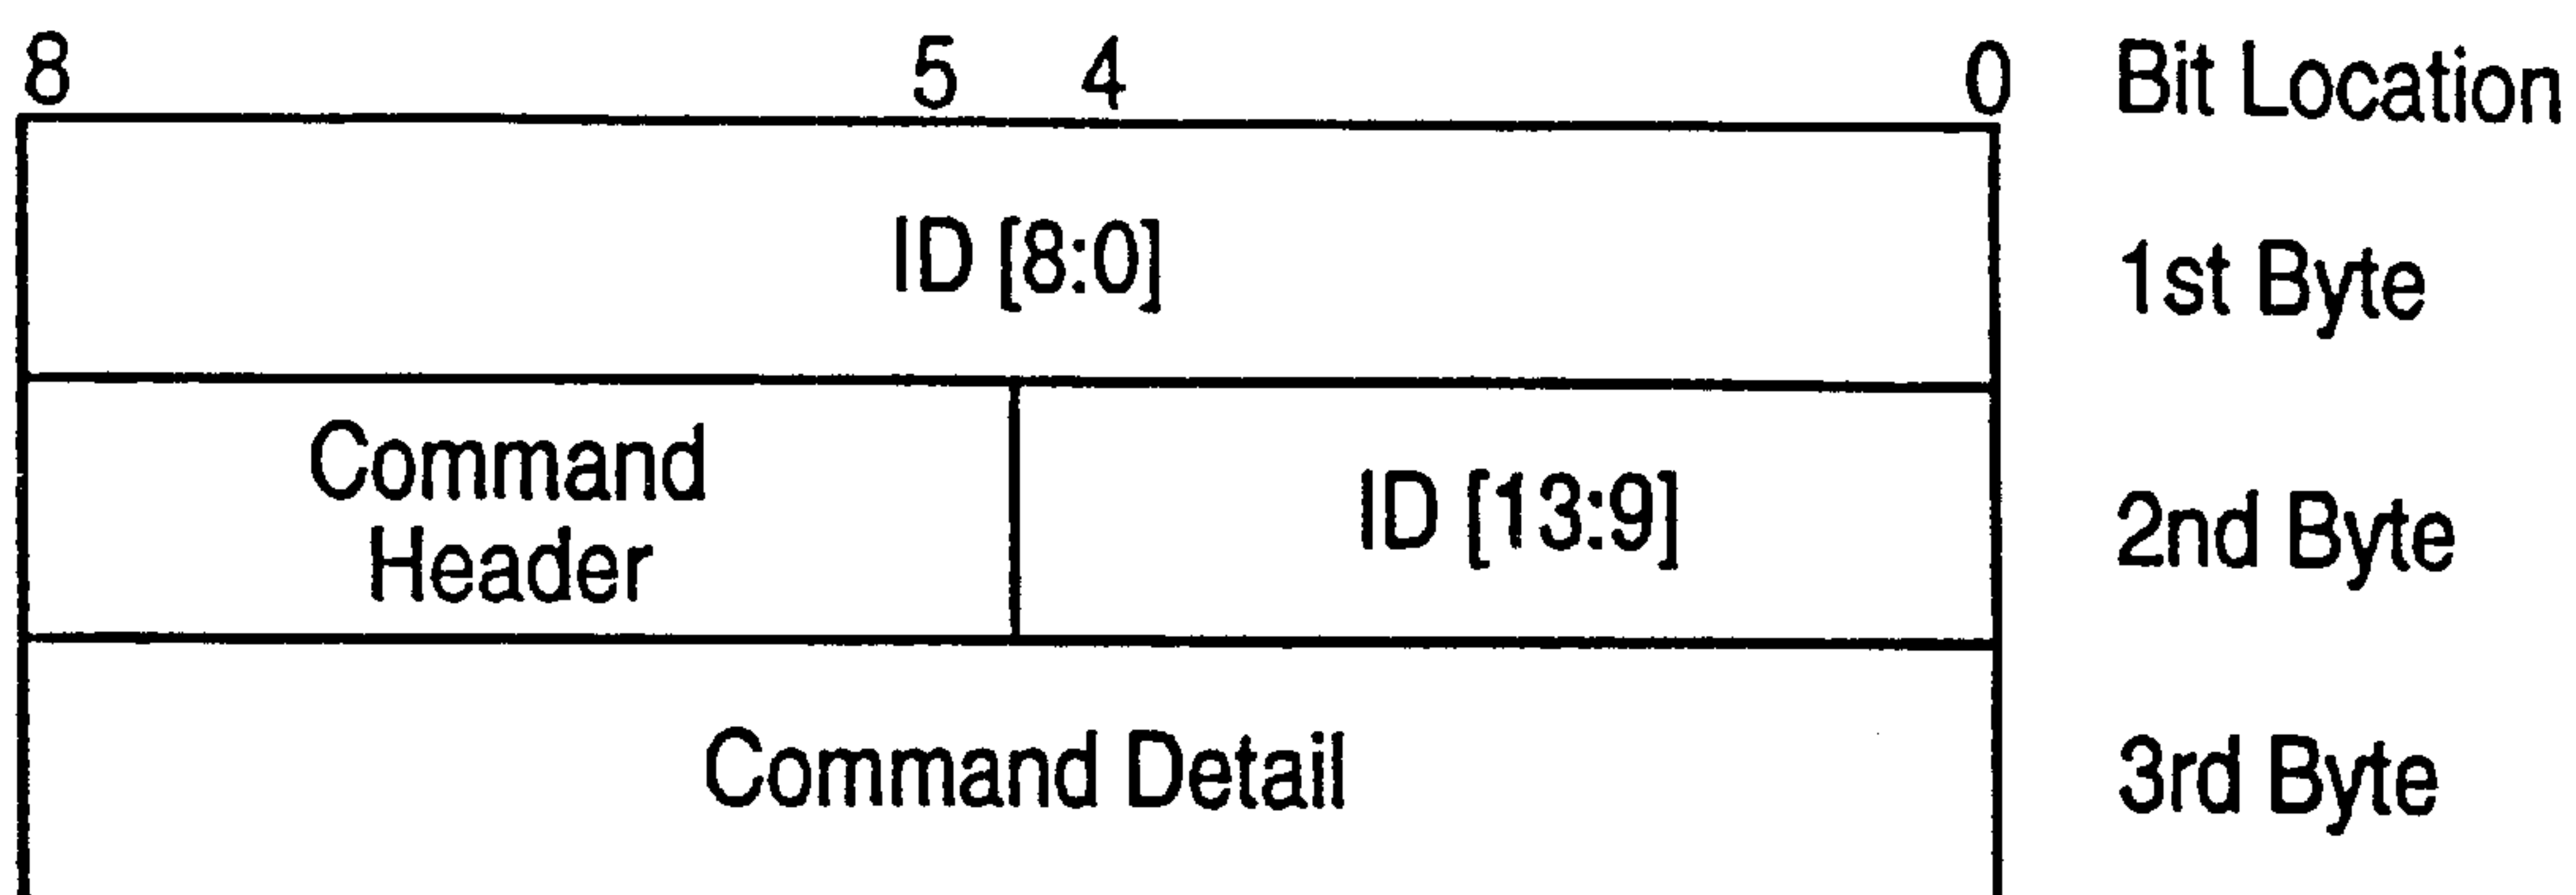 8 5 4 0 Bit Location
ID [8:0] 1st Byte
Command
Header
ID [13:9] 2nd Byte
Command Detail 3rd Byte